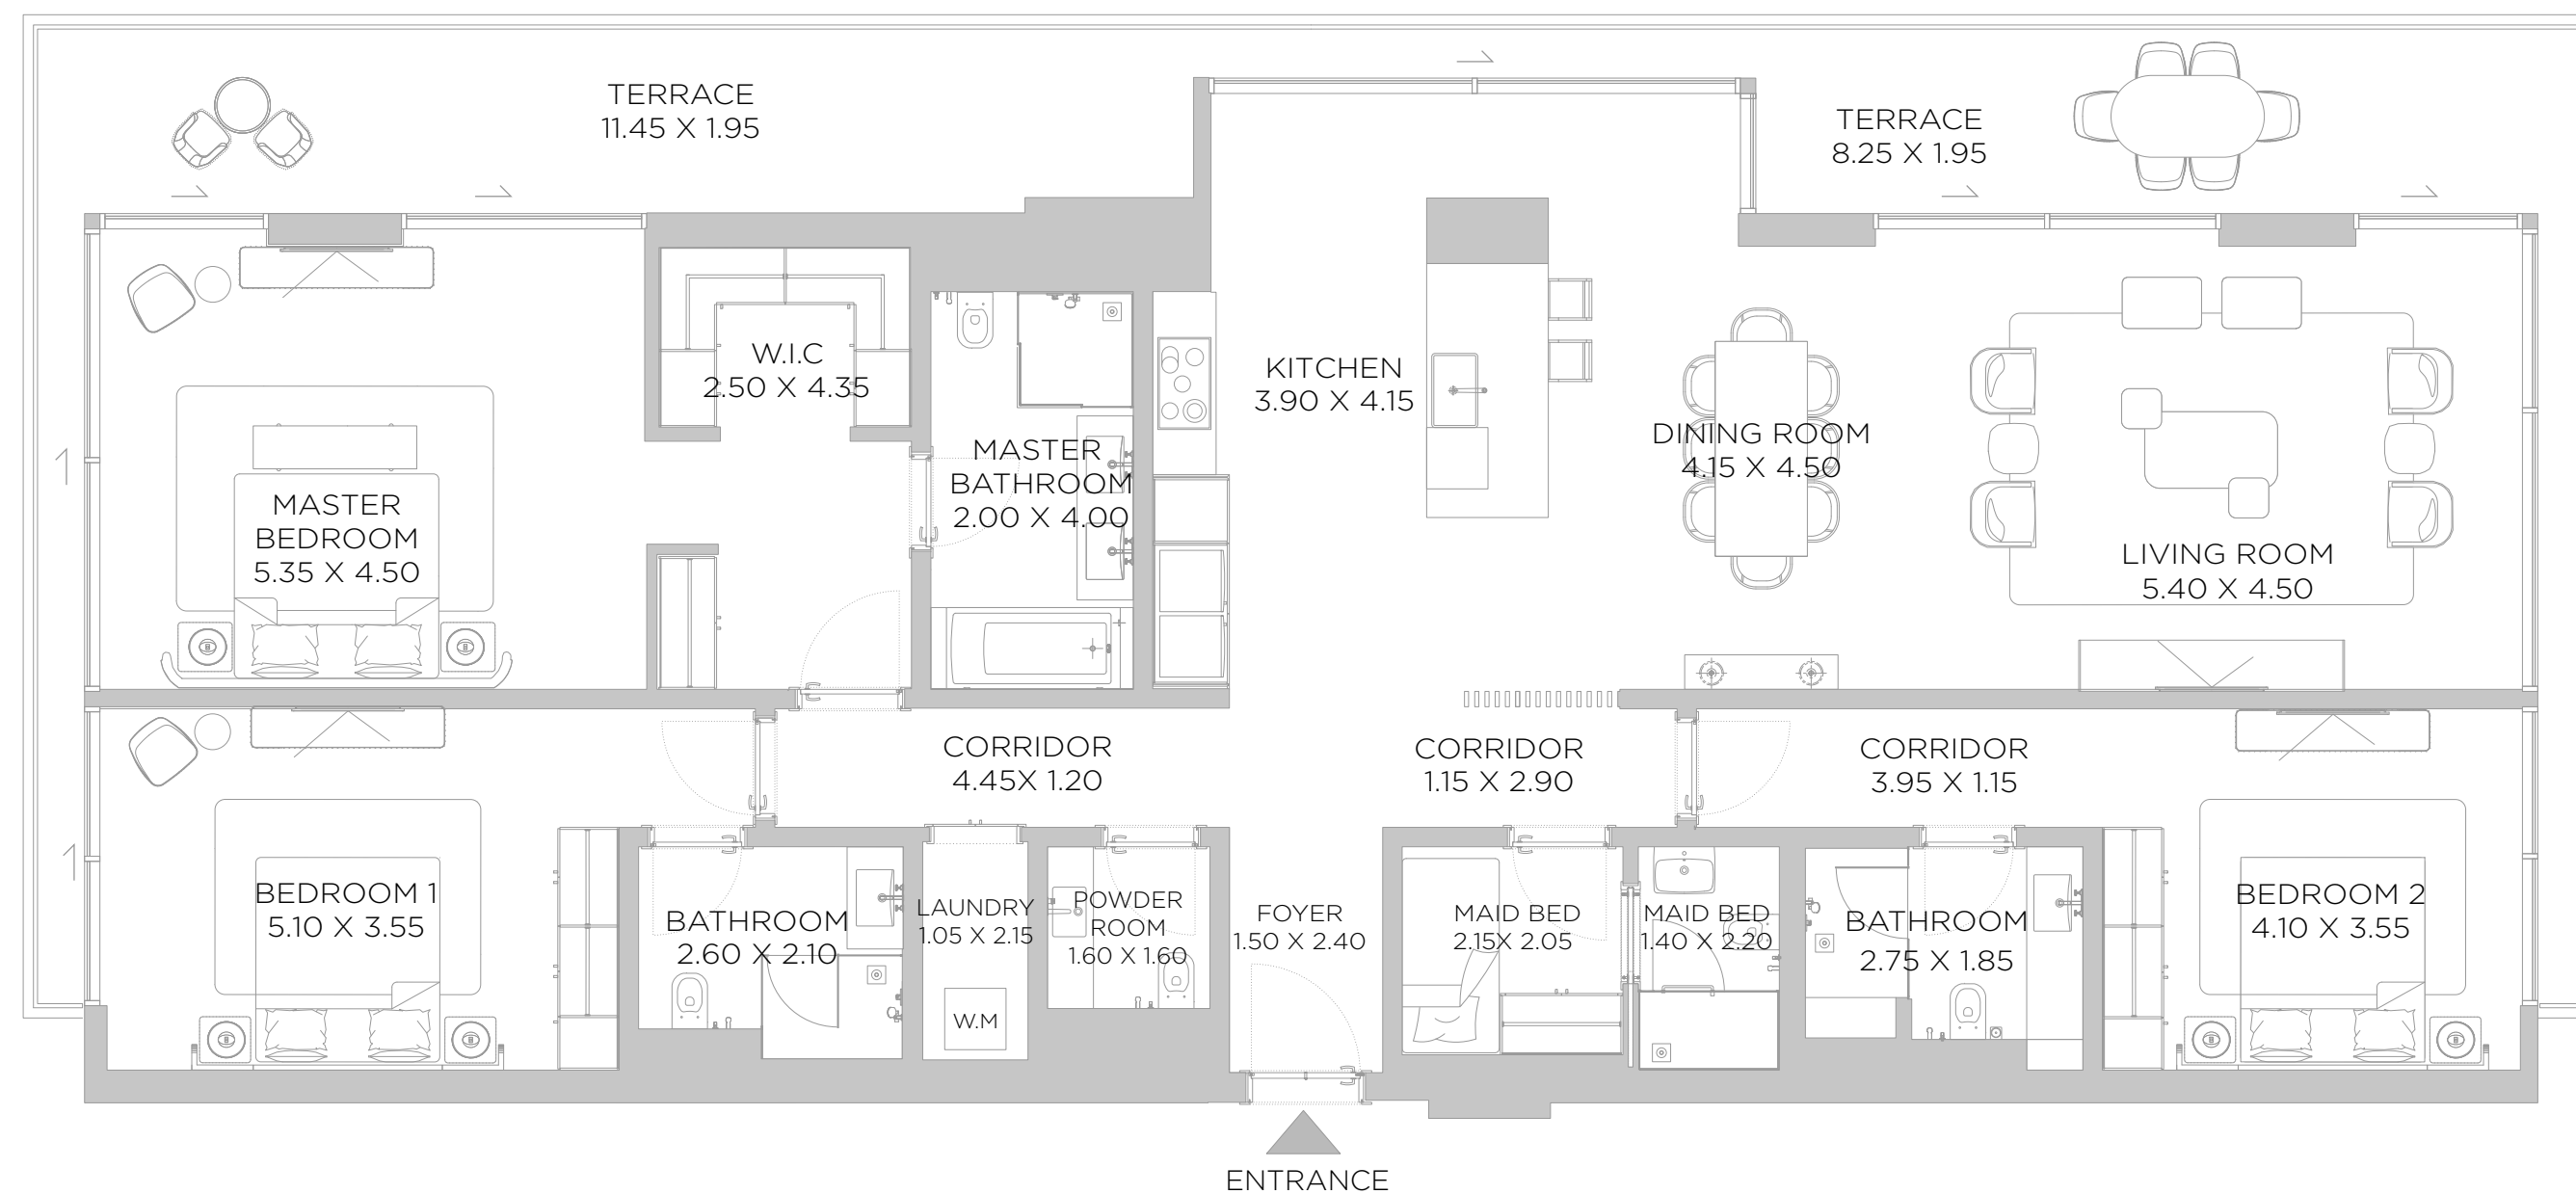 TERRACE
11.45 X 1.95
TERRACE
8.25 X 1.95
W.I.C
2.50 X 4.35
KITCHEN
3.90 X 4.15
MASTER
BATHROOM
2.00 X 4.00
DINING ROOM
4.15 X 4.50
MASTER
BEDROOM
5.35 X 4.50
LIVING ROOM
5.40 X 4.50
CORRIDOR
4.45X 1.20
CORRIDOR
1.15 X 2.90
CORRIDOR
3.95 X 1.15
BEDROOM 1
5.10 X 3.55
BATHROOM
2.60 X 2.10
LAUNDRY
1.05 X 2.15
W.M
POWDER
ROOM
1.60 X 1.60
FOYER
1.50 X 2.40
MAID BED
2.15X 2.05
MAID BED
1.40 X 2.20
BATHROOM
2.75 X 1.85
BEDROOM 2
4.10 X 3.55
ENTRANCE